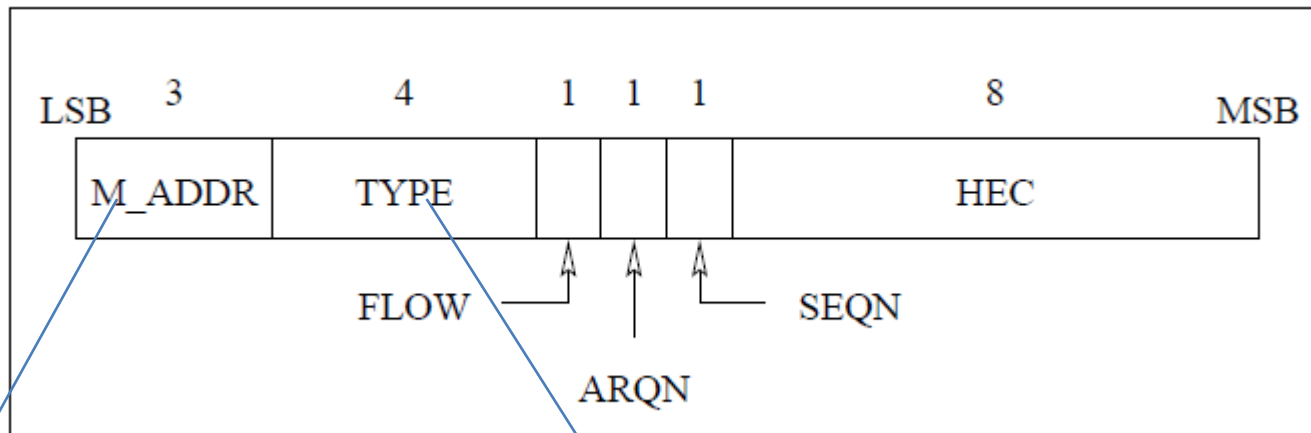 3 4 1 1 1 8
LSB MSB
M_ADDR TYPE HEC
FLOW SEQN
ARQN